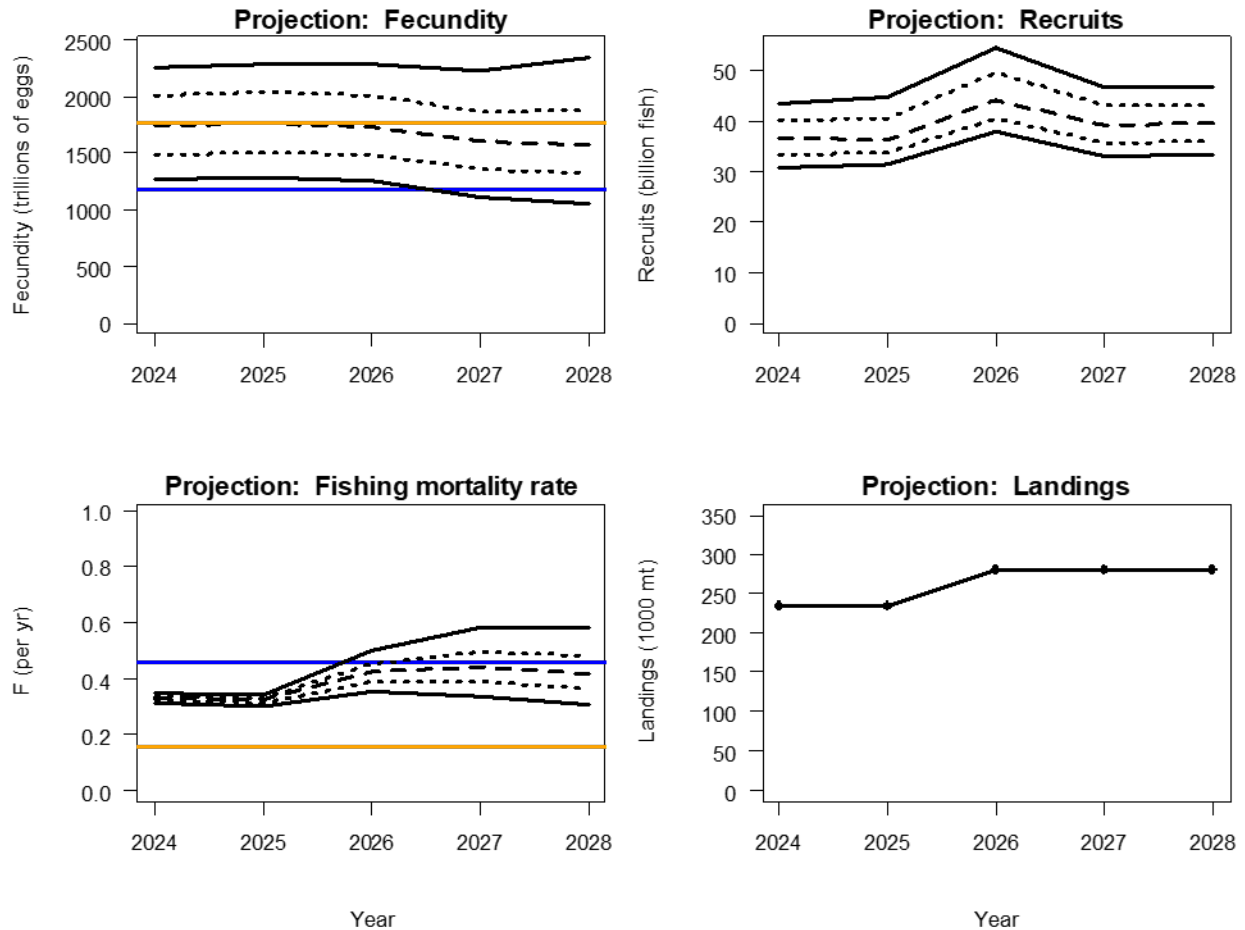 Projection:  Fecundity
Fecundity (trillions of eggs)
2500
2000
1500
1000
500
0
2024 2025 2026 2027 2028
Projection:  Recruits
Recruits (billion fish)
50
40
30
20
10
0
2024 2025 2026 2027 2028
Projection:  Fishing mortality rate
F (per yr)
1.0
0.8
0.6
0.4
0.2
0.0
2024 2025 2026 2027 2028
Year
Projection:  Landings
Landings (1000 mt)
350
300
250
200
150
100
50
0
2024 2025 2026 2027 2028
Year